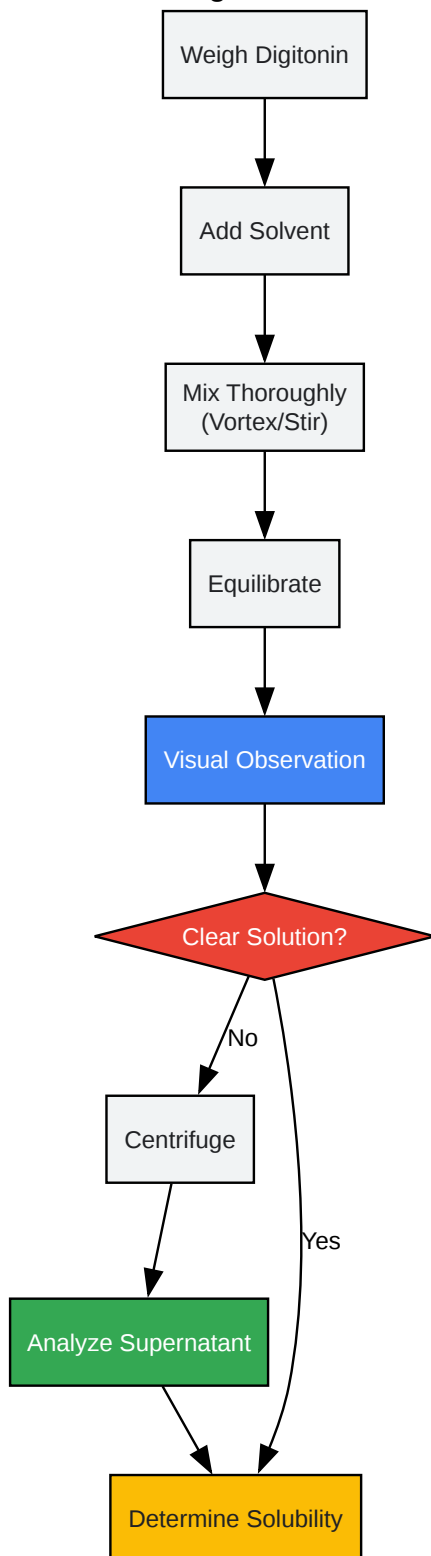 Weigh Digitonin
Add Solvent
Mix Thoroughly
(Vortex/Stir)
Equilibrate
Visual Observation
Clear Solution?
No
Centrifuge
Yes
Analyze Supernatant
Determine Solubility